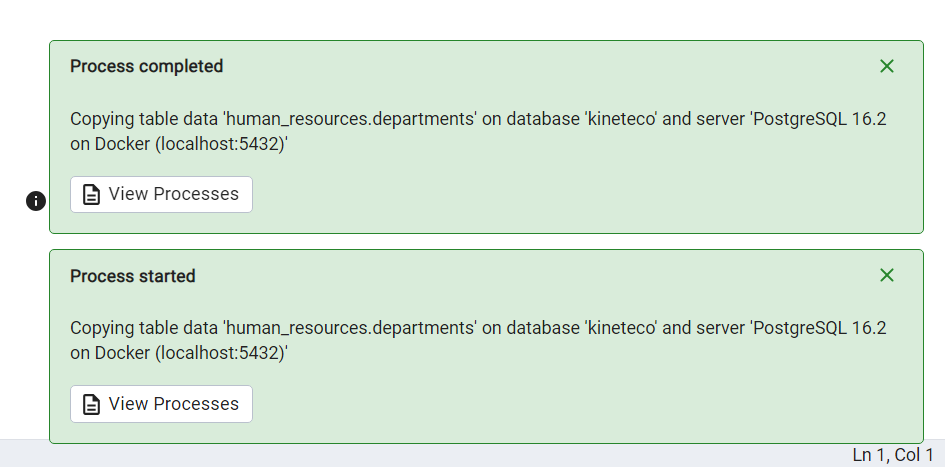 Process completed
Copying table data 'human_resources.departments' on database 'kineteco' and server 'PostgreSQL 16.2
on Docker (localhost:5432)'
View Processes
Process started
Copying table data 'human_resources.departments' on database 'kineteco' and server 'PostgreSQL 16.2
on Docker (localhost:5432)'
View Processes
Ln 1, Col 1